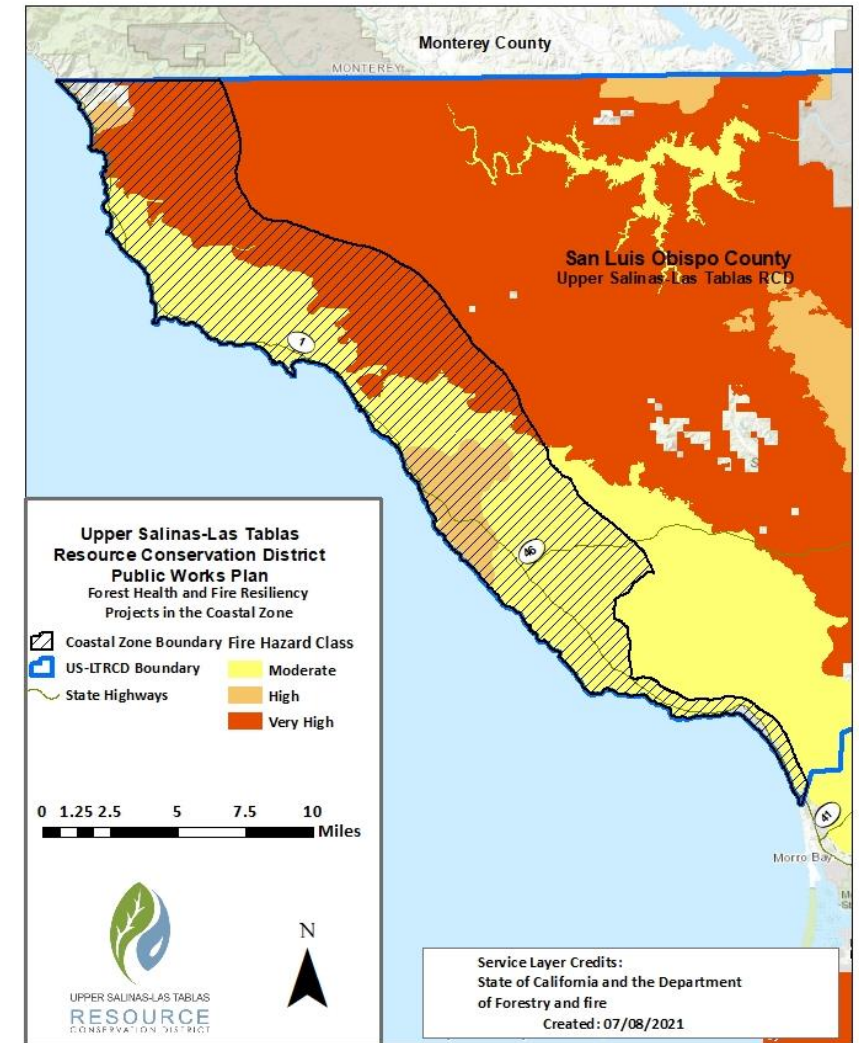 Monterey County
MONTEREY
San Luis Obispo County
Upper Salinas-Las Tablas RCD
1
46
41
Morro Bay
Upper Salinas-Las Tablas
Resource Conservation District
Public Works Plan
Forest Health and Fire Resiliency
Projects in the Coastal Zone
Coastal Zone Boundary
US-LTRCD Boundary
State Highways
Fire Hazard Class
Moderate
High
Very High
0 1.25 2.5 5 7.5 10
Miles
N
UPPER SALINAS-LAS TABLAS
RESOURCE
CONSERVATION DISTRICT
Service Layer Credits:
State of California and the Department
of Forestry and fire
Created: 07/08/2021